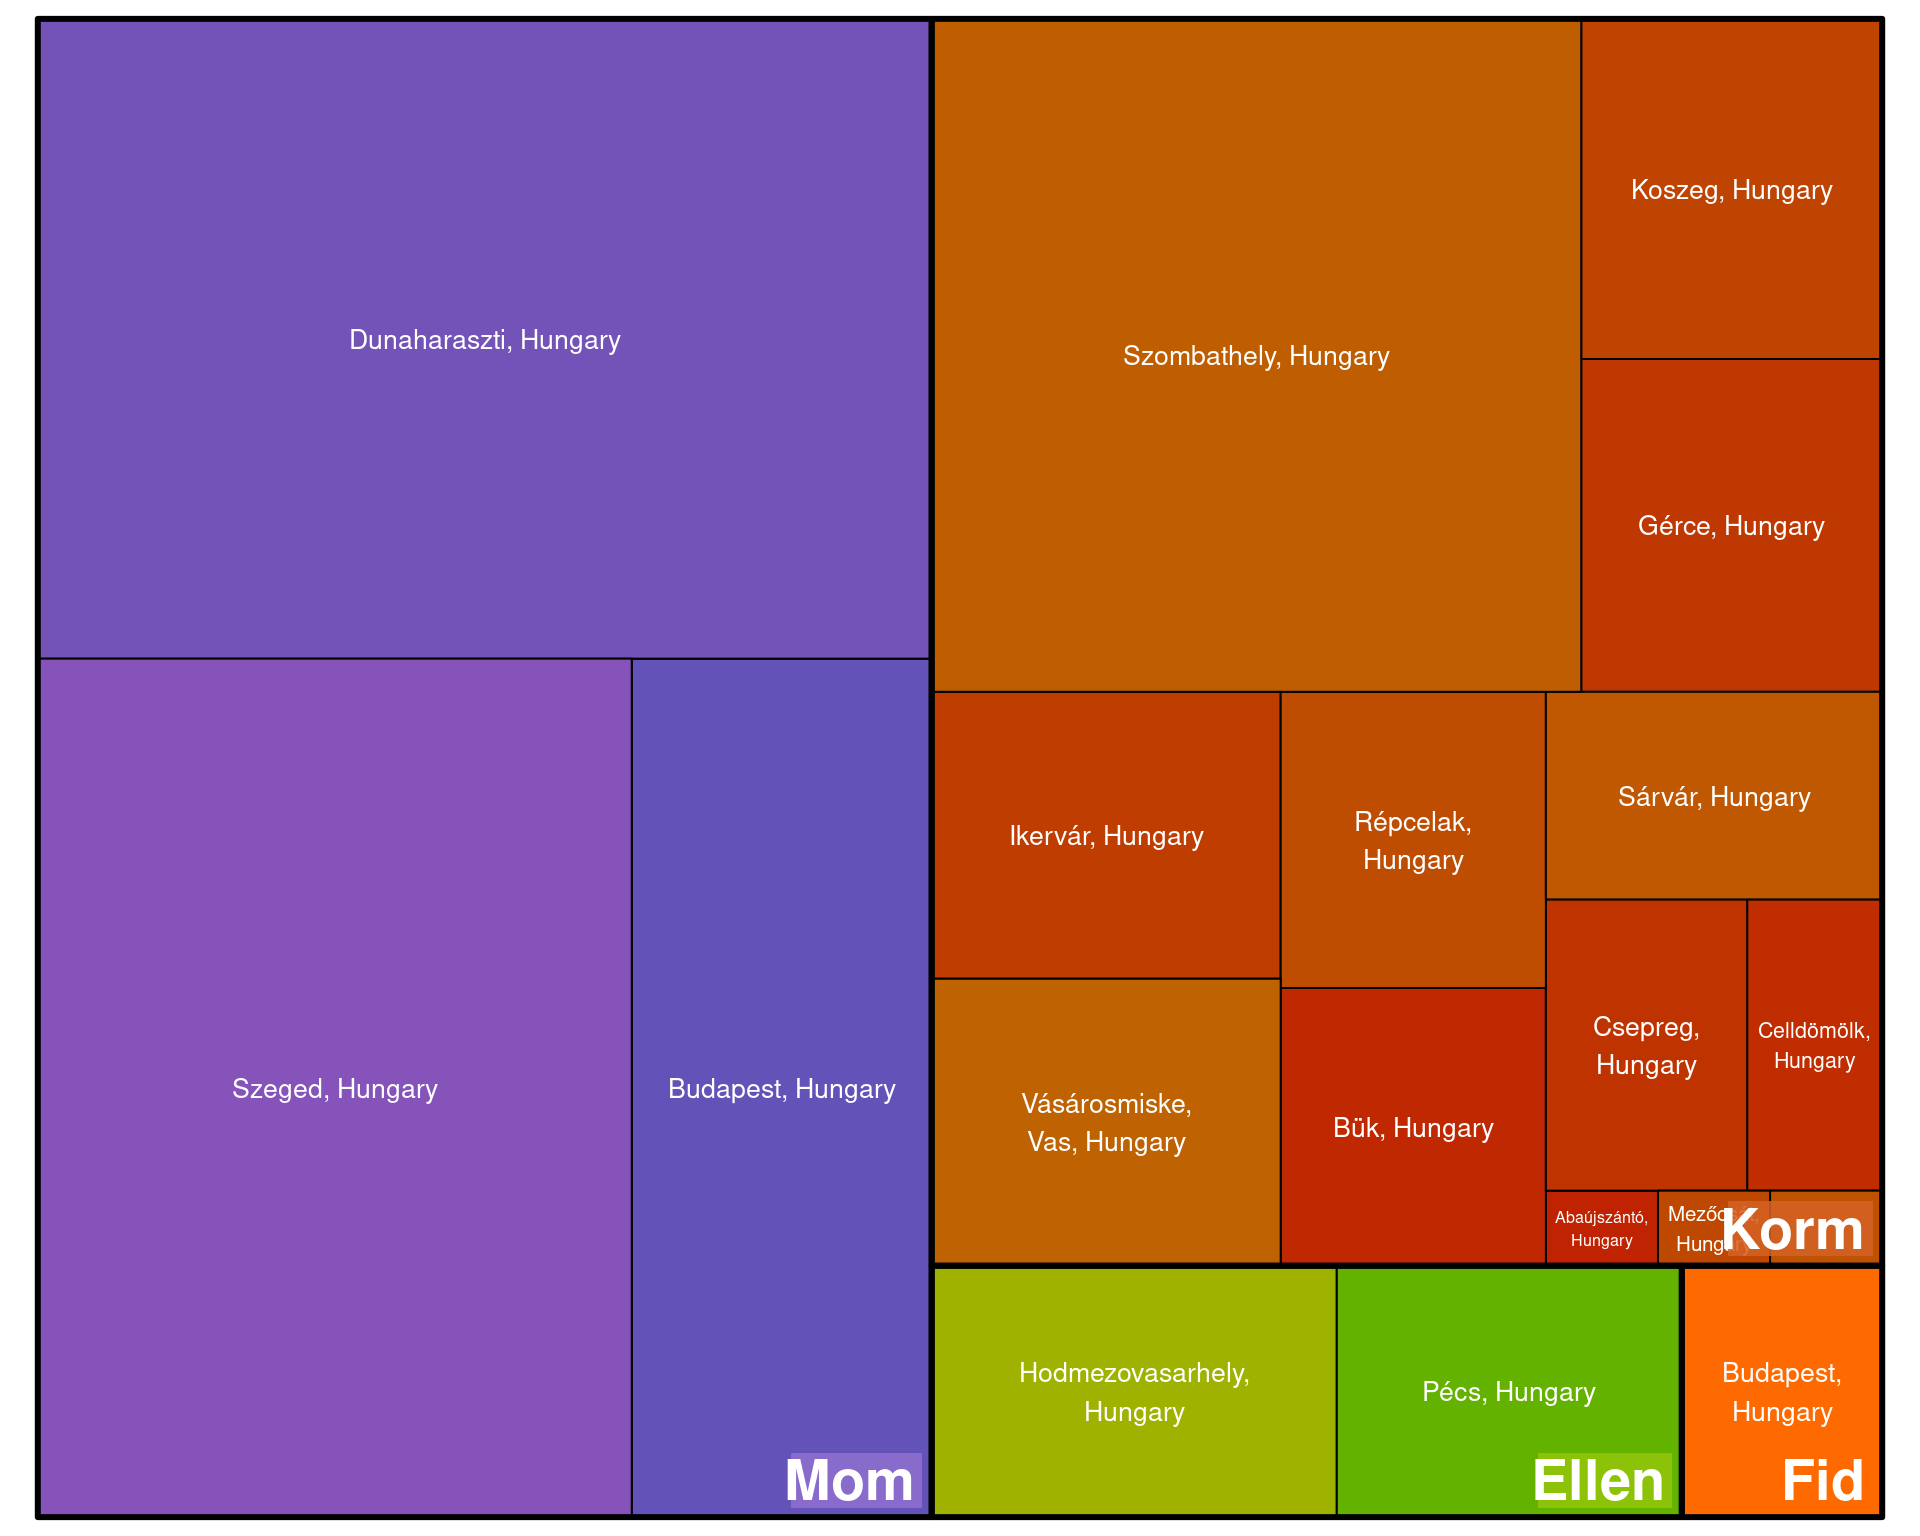 Dunaharaszti, Hungary
Szeged, Hungary
Budapest, Hungary
Mom
Szombathely, Hungary
Koszeg, Hungary
Gérce, Hungary
Ikervár, Hungary
Répcelak,
Hungary
Sárvár, Hungary
Vásárosmiske,
Vas, Hungary
Bük, Hungary
Csepreg,
Hungary
Celldömölk,
Hungary
Abaújszántó,
Hungary
Hungary
Korm
Hodmezovasarhely,
Hungary
Pécs, Hungary
Ellen
Budapest,
Hungary
Fid